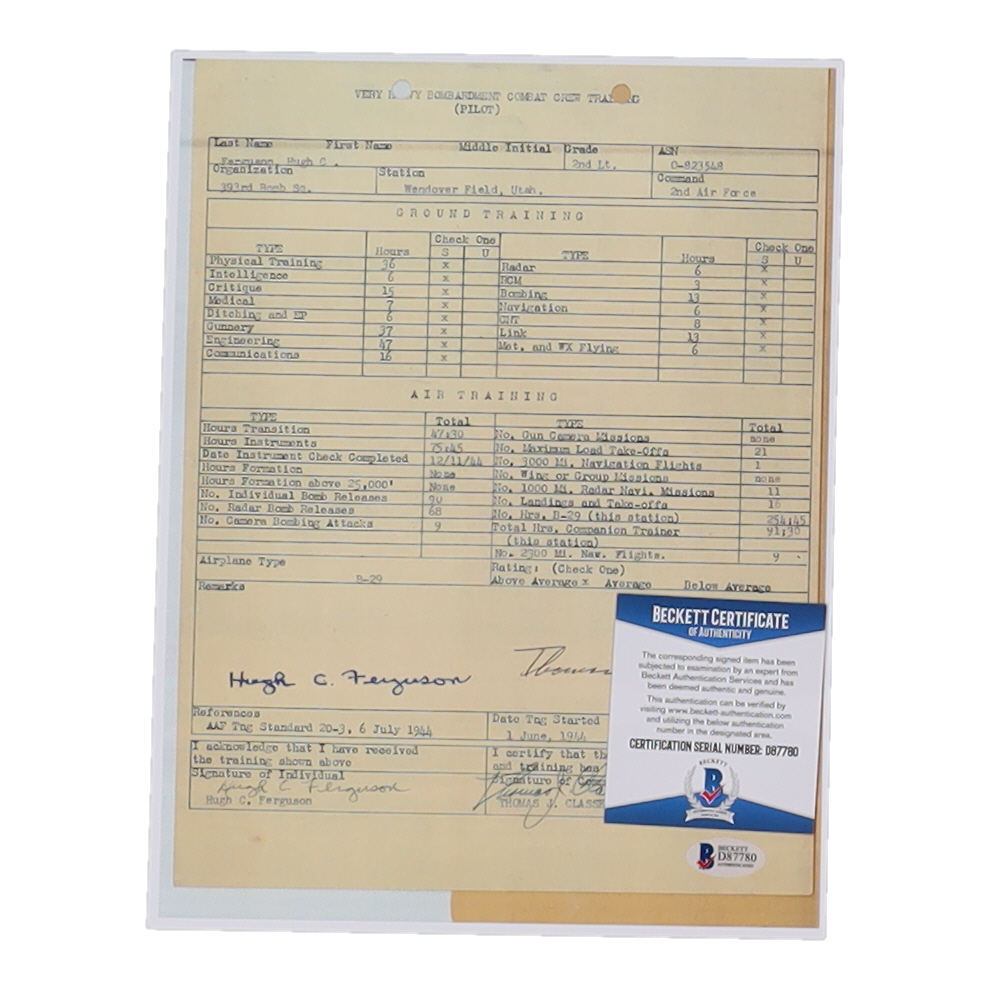 VERY HEAVY BOMBARDMENT COMBAT CREW TRAINING
(PILOT)
Last Name First Name Middle Initial Grade ASN
Ferguson, Hugh C. 2nd Lt. O-823548
Organization Station Command
393rd Bomb Sq. Wendover Field, Utah. 2nd Air Force
GROUND TRAINING
TYPE Hours Check One S U TYPE Hours Check One S U
Physical Training 36 x Radar 6 x
Intelligence 6 x RCM 3 x
Critique 15 x Bombing 13 x
Medical 7 x Navigation 6 x
Ditching and EP 6 x CNT 8 x
Gunnery 37 x Link 13 x
Engineering 47 x Met. and WX Flying 6 x
Communications 16 x
AIR TRAINING
TYPE Total TYPE Total
Hours Transition 47:30 No. Gun Camera Missions none
Hours Instruments 75:45 No. Maximum Load Take-Offs 21
Date Instrument Check Completed 12/11/44 No. 3000 Mi. Navigation Flights 1
Hours Formation None No. Wing or Group Missions none
Hours Formation above 25,000' None No. 1000 Mi. Radar Navi. Missions 11
No. Individual Bomb Releases 90 No. Landings and Take-offs 16
No. Radar Bomb Releases 68 No. Hrs. B-29 (this station) 254:45
No. Camera Bombing Attacks 9 Total Hrs. Companion Trainer 91:30
(this station)
No. 2300 Mi. Nav. Flights. 9
Airplane Type B-29 Rating: (Check One)
Remarks Above Average x Average Below Average
Hugh C. Ferguson Thomas
References Date Tng Started
AAF Tng Standard 20-3, 6 July 1944 1 June, 1944
I acknowledge that I have received I certify that th
the training shown above and training has
Signature of Individual Signature of Co
Hugh C Ferguson
Hugh C. Ferguson THOMAS J. CLASSE
BECKETT CERTIFICATE
OF AUTHENTICITY
The corresponding signed item has been
subjected to examination by an expert from
Beckett Authentication Services and has
been deemed authentic and genuine.
This authentication can be verified by
visiting www.beckett-authentication.com
and utilizing the below authentication
number in the designated area.
CERTIFICATION SERIAL NUMBER: D87780
BECKETT
B
BECKETT
D87780